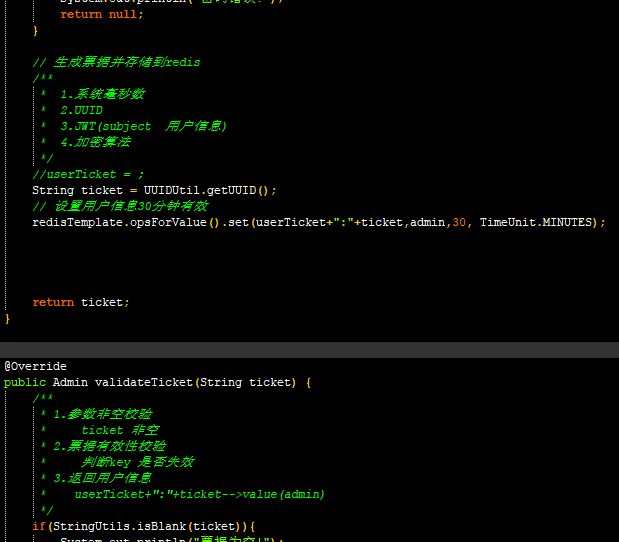 return null;
}
// 生成票据并存储到redis
/**
* 1.系统毫秒数
* 2.UUID
* 3.JWT(subject 用户信息)
* 4.加密算法
*/
//userTicket = ;
String ticket = UUIDUtil.getUUID();
// 设置用户信息30分钟有效
redisTemplate.opsForValue().set(userTicket+":"+ticket,admin,30, TimeUnit.MINUTES);
return ticket;
}
@Override
public Admin validateTicket(String ticket) {
/**
* 1.参数非空校验
* ticket 非空
* 2.票据有效性校验
* 判断key 是否失效
* 3.返回用户信息
* userTicket+":"+ticket-->value(admin)
*/
if(StringUtils.isBlank(ticket)){
System.out.println("票据为空!");